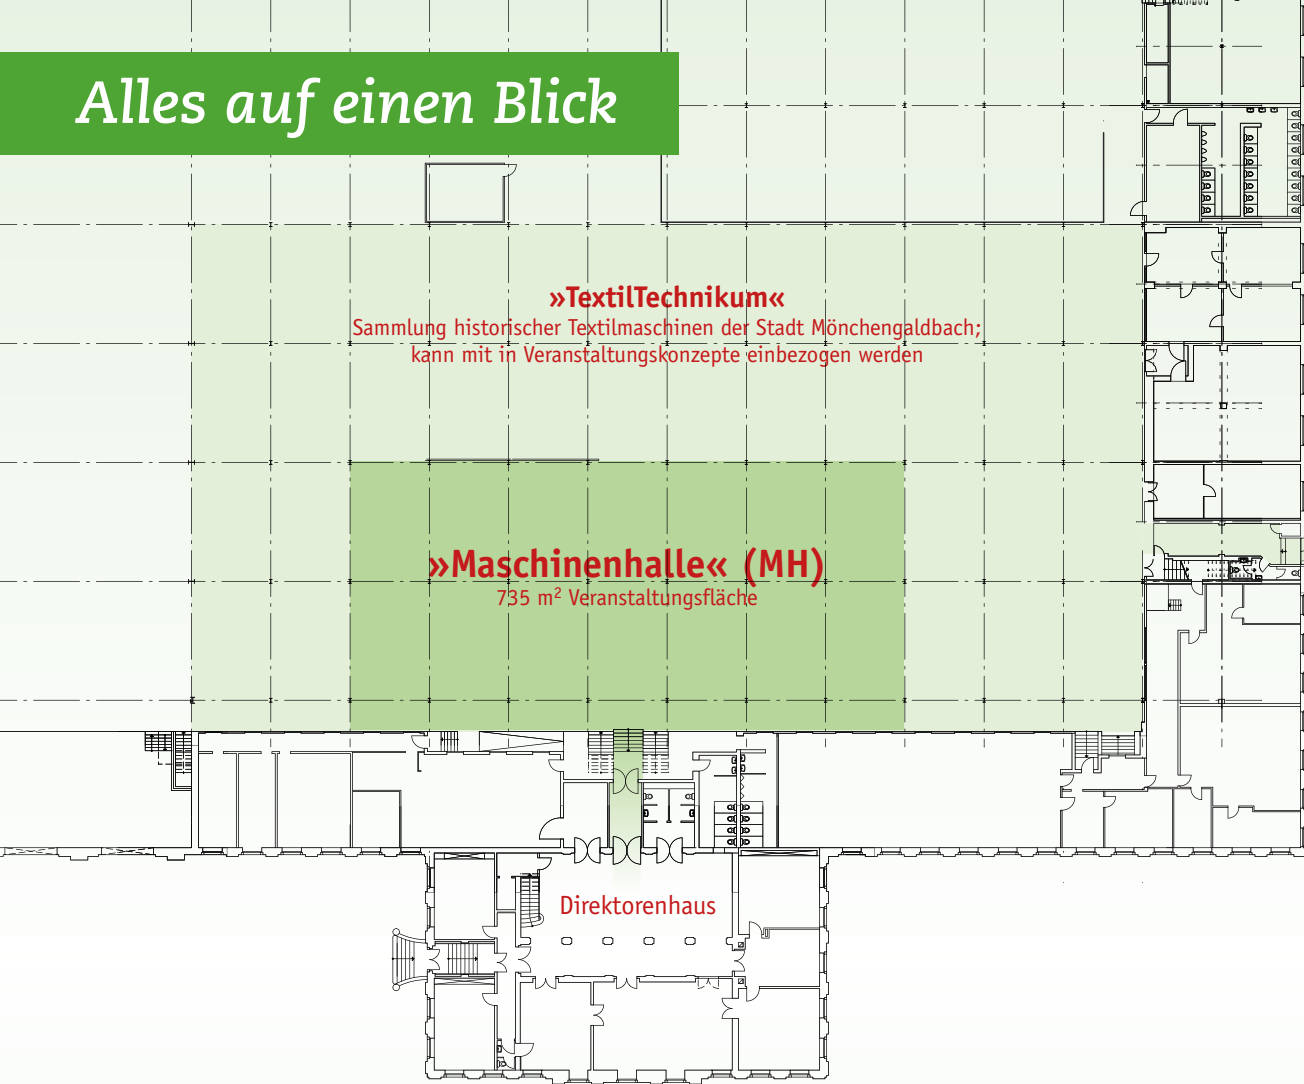 Alles auf einen Blick
»TextilTechnikum«
Sammlung historischer Textilmaschinen der Stadt Mönchengaldbach;
kann mit in Veranstaltungskonzepte einbezogen werden
»Maschinenhalle« (MH)
735 m² Veranstaltungsfläche
Direktorenhaus